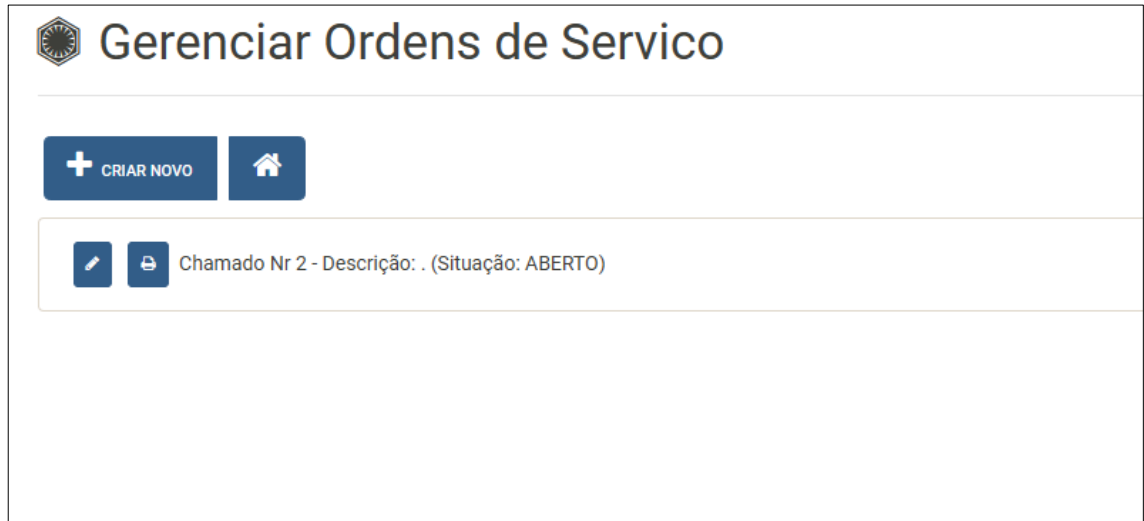 Gerenciar Ordens de Servico
CRIAR NOVO
Chamado Nr 2 - Descrição: . (Situação: ABERTO)